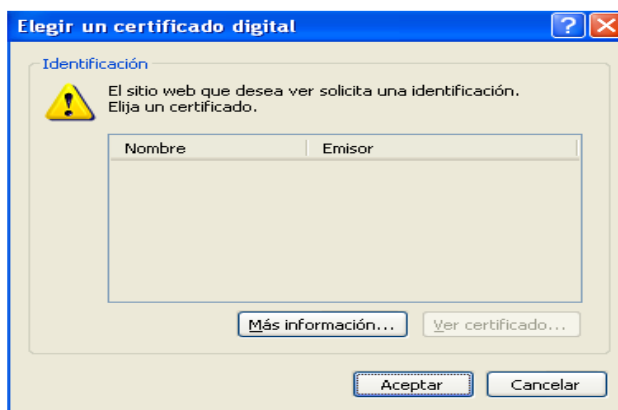 Elegir un certificado digital
Identificación
El sitio web que desea ver solicita una identificación.
Elija un certificado.
Nombre Emisor
Más información... Ver certificado...
Aceptar Cancelar